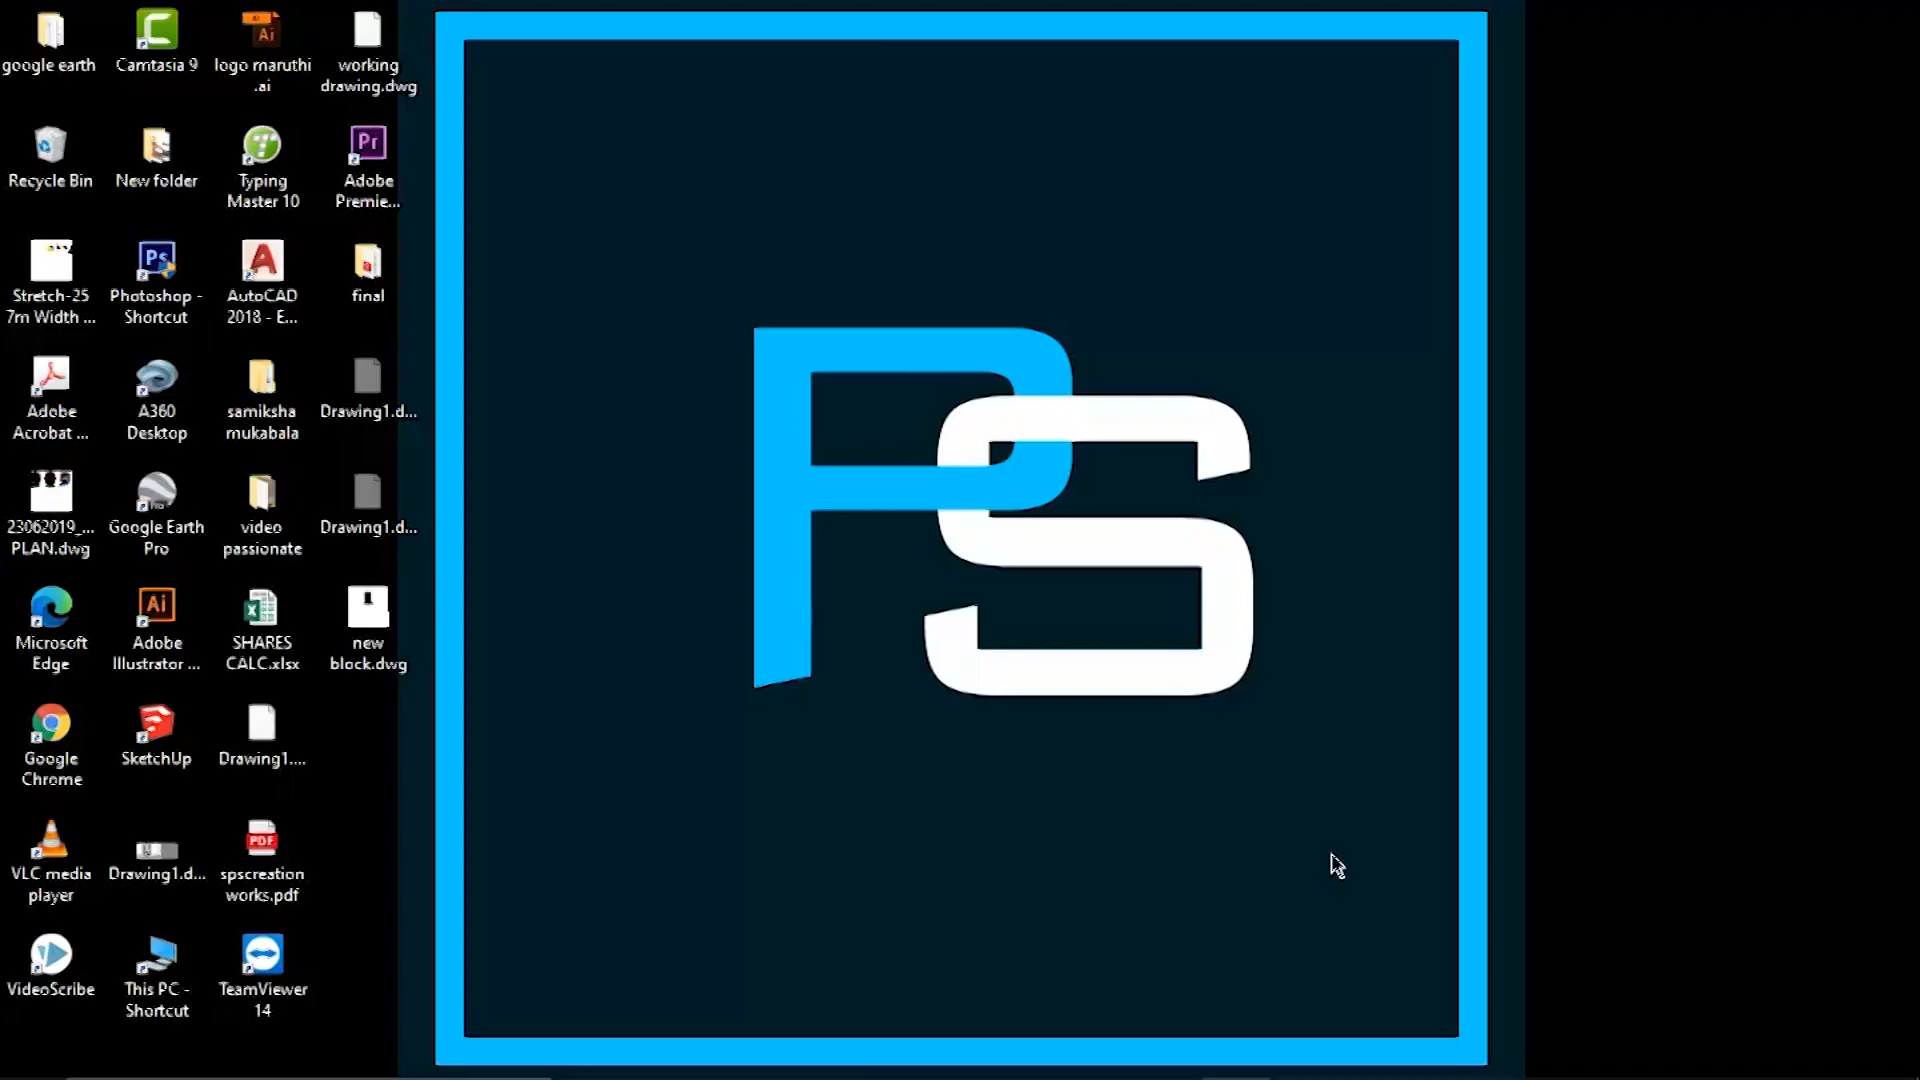 google earth
Camtasia 9
logo maruthi
.ai
working
drawing.dwg
Recycle Bin
New folder
Typing
Master 10
Adobe
Premie...
Stretch-25
7m Width ...
Photoshop -
Shortcut
AutoCAD
2018 - E...
final
Adobe
Acrobat ...
A360
Desktop
samiksha
mukabala
Drawing1.d...
23062019_...
PLAN.dwg
Google Earth
Pro
video
passionate
Drawing1.d...
Microsoft
Edge
Adobe
Illustrator ...
SHARES
CALC.xlsx
new
block.dwg
Google
Chrome
SketchUp
Drawing1....
VLC media
player
Drawing1.d...
spscreation
works.pdf
VideoScribe
This PC -
Shortcut
TeamViewer
14
PS